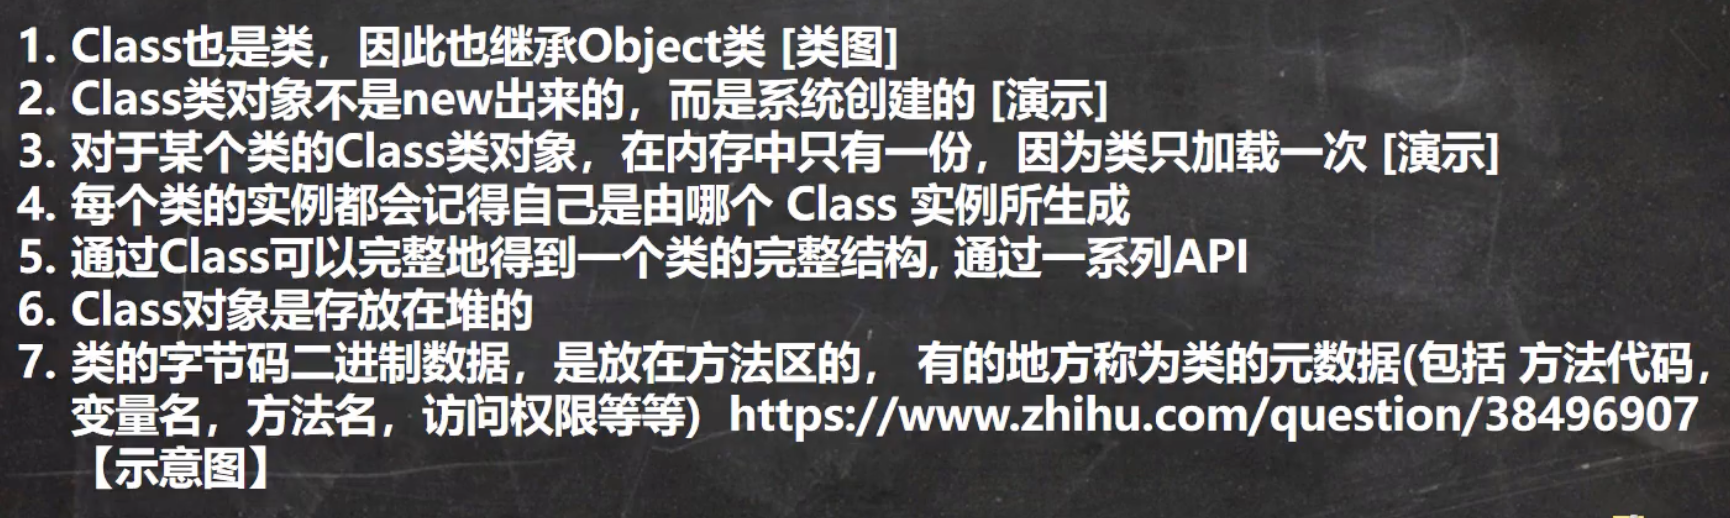 1. Class也是类，因此也继承Object类 [类图]
2. Class类对象不是new出来的，而是系统创建的 [演示]
3. 对于某个类的Class类对象，在内存中只有一份，因为类只加载一次 [演示]
4. 每个类的实例都会记得自己是由哪个 Class 实例所生成
5. 通过Class可以完整地得到一个类的完整结构, 通过一系列API
6. Class对象是存放在堆的
7. 类的字节码二进制数据，是放在方法区的， 有的地方称为类的元数据(包括 方法代码，
变量名，方法名，访问权限等等） https://www.zhihu.com/question/38496907
【示意图】